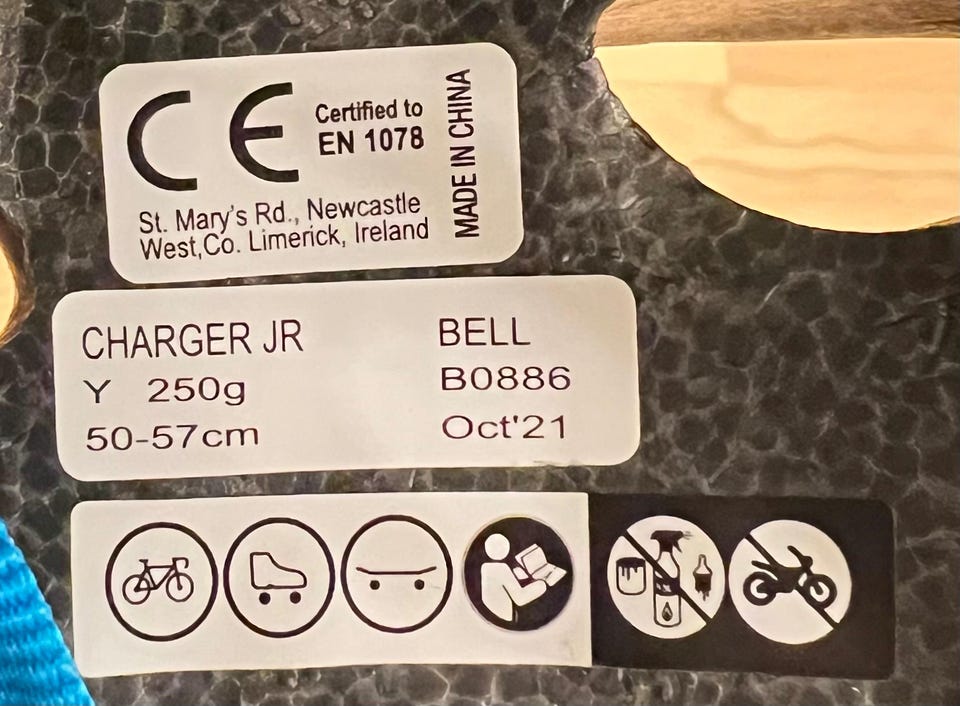 CE
Certified to
EN 1078
MADE IN CHINA
St. Mary's Rd., Newcastle
West,Co. Limerick, Ireland
CHARGER JR BELL
Y 250g B0886
50-57cm Oct'21